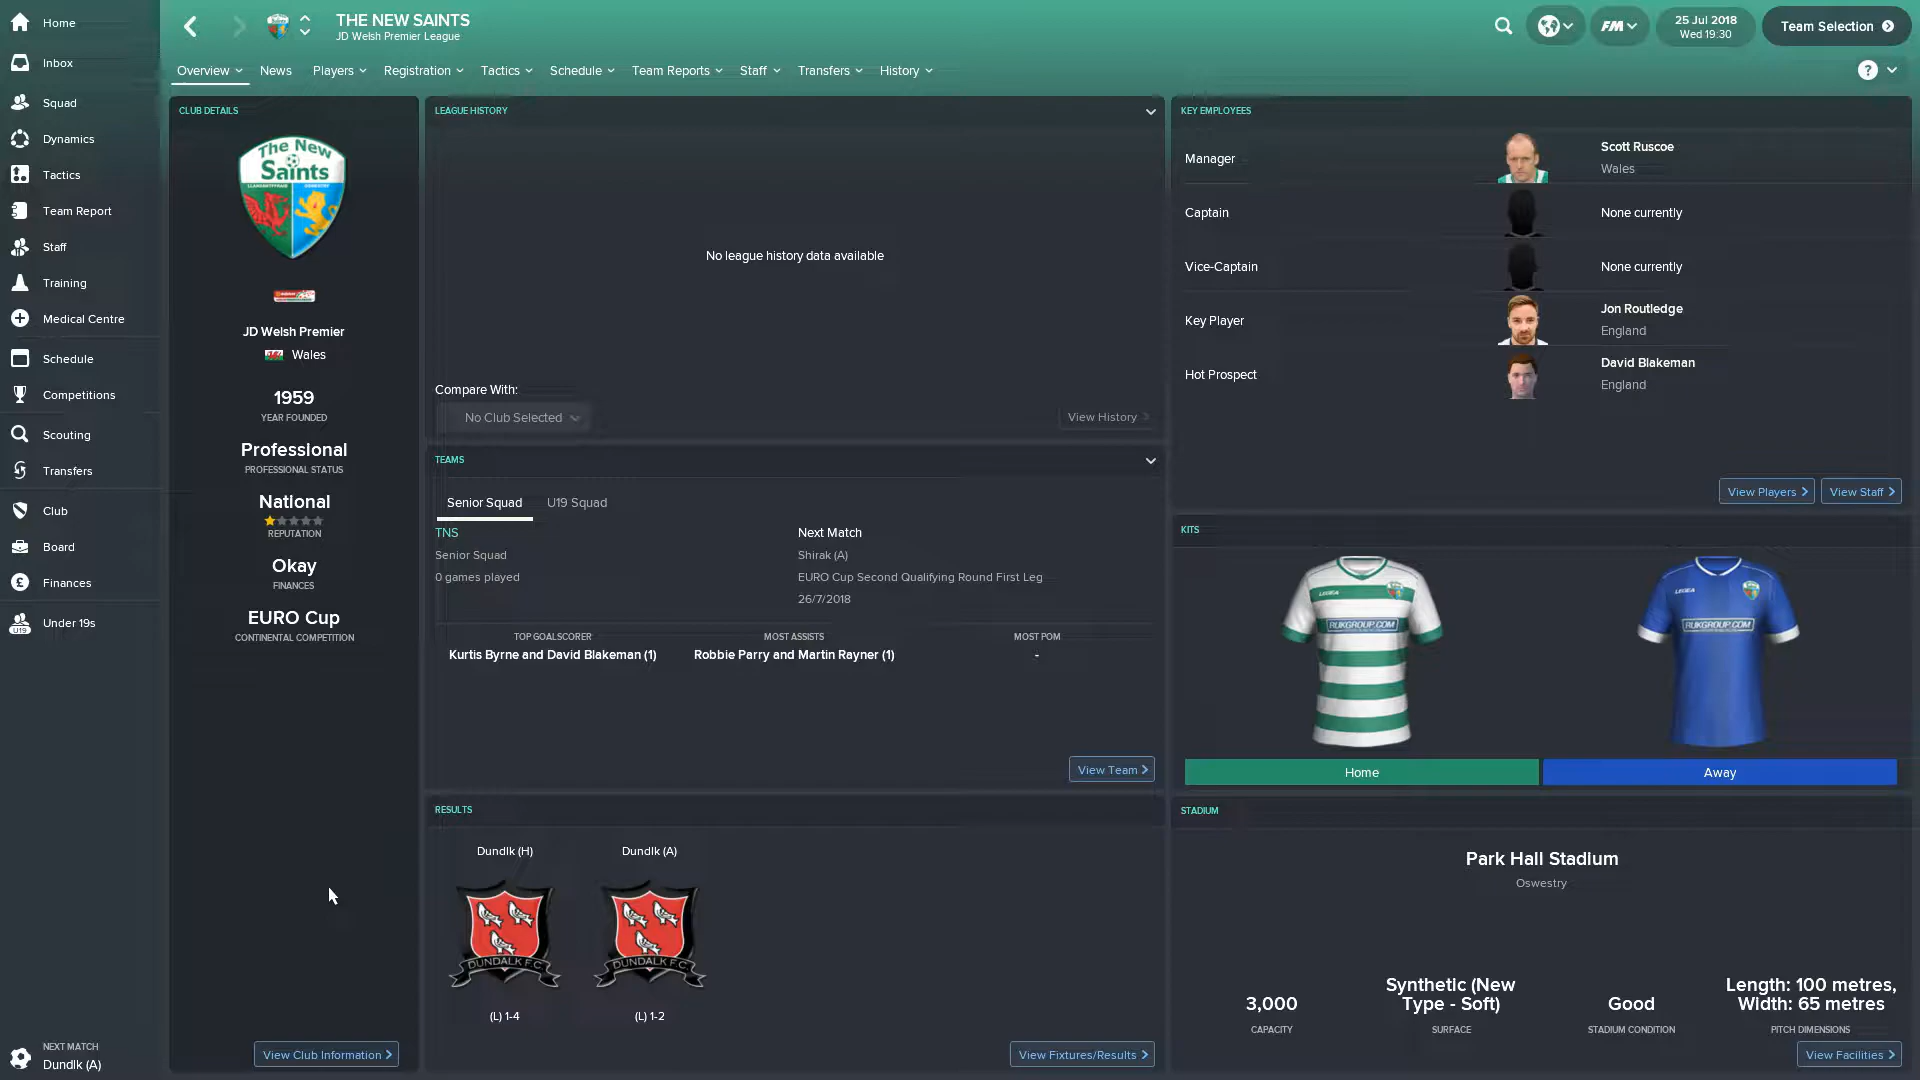 Home
Inbox
Squad
Dynamics
Tactics
Team Report
Staff
Training
Medical Centre
Schedule
Competitions
Scouting
Transfers
Club
Board
Finances
U19
Under 19s
NEXT MATCH
Dundlk (A)
THE NEW SAINTS
JD Welsh Premier League
FM
25 Jul 2018
Wed 19:30
Team Selection
Overview
News
Players
Registration
Tactics
Schedule
Team Reports
Staff
Transfers
History
?
CLUB DETAILS
The New
Saints
JD Welsh Premier
Wales
1959
YEAR FOUNDED
Professional
PROFESSIONAL STATUS
National
REPUTATION
Okay
FINANCES
EURO Cup
CONTINENTAL COMPETITION
View Club Information
LEAGUE HISTORY
No league history data available
Compare With:
No Club Selected
View History
TEAMS
Senior Squad
U19 Squad
TNS
Senior Squad
0 games played
Next Match
Shirak (A)
EURO Cup Second Qualifying Round First Leg
26/7/2018
TOP GOALSCORER
Kurtis Byrne and David Blakeman (1)
MOST ASSISTS
Robbie Parry and Martin Rayner (1)
MOST POM
-
View Team
RESULTS
Dundlk (H)
DUNDALK F.C.
(L) 1-4
Dundlk (A)
DUNDALK F.C.
(L) 1-2
View Fixtures/Results
KEY EMPLOYEES
Manager
Scott Ruscoe
Wales
Captain
None currently
Vice-Captain
None currently
Key Player
Jon Routledge
England
Hot Prospect
David Blakeman
England
View Players
View Staff
KITS
LEGEA
RUKGROUP.COM
LEGEA
RUKGROUP.COM
Home
Away
STADIUM
Park Hall Stadium
Oswestry
3,000
CAPACITY
Synthetic (New
Type - Soft)
SURFACE
Good
STADIUM CONDITION
Length: 100 metres,
Width: 65 metres
PITCH DIMENSIONS
View Facilities